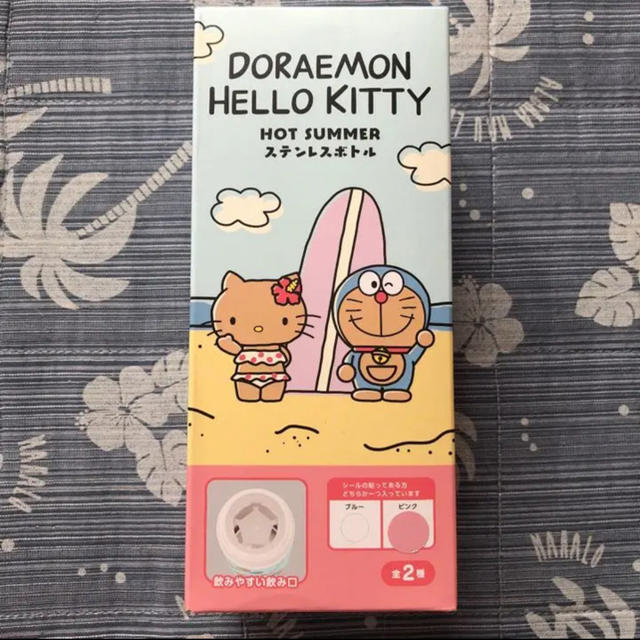 DORAEMON
HELLO KITTY
HOT SUMMER
ステンレスボトル
シールの貼ってある方
どちらか一つ入っています
ブルー ピンク
飲みやすい飲み口
全2種
ALOHA